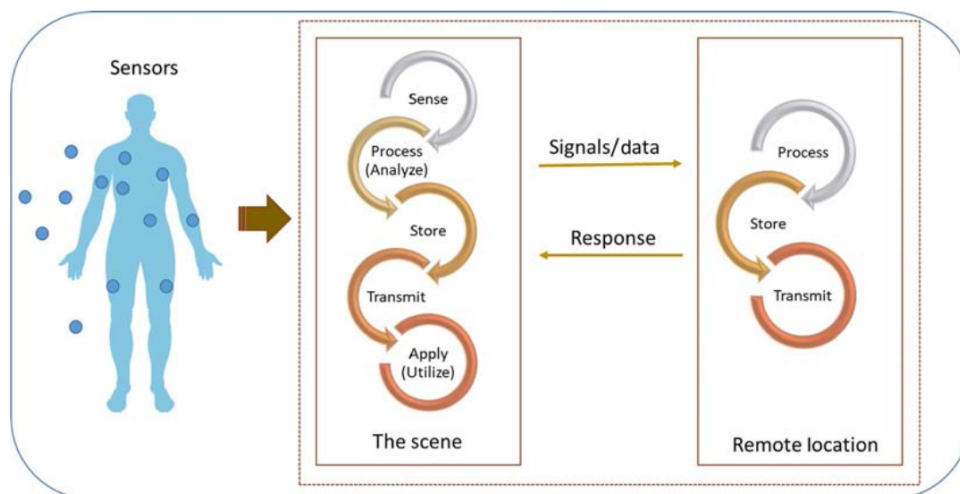 Sensors
Sense
Process
(Analyze)
Store
Transmit
Apply
(Utilize)
The scene
Signals/data
Response
Process
Store
Transmit
Remote location